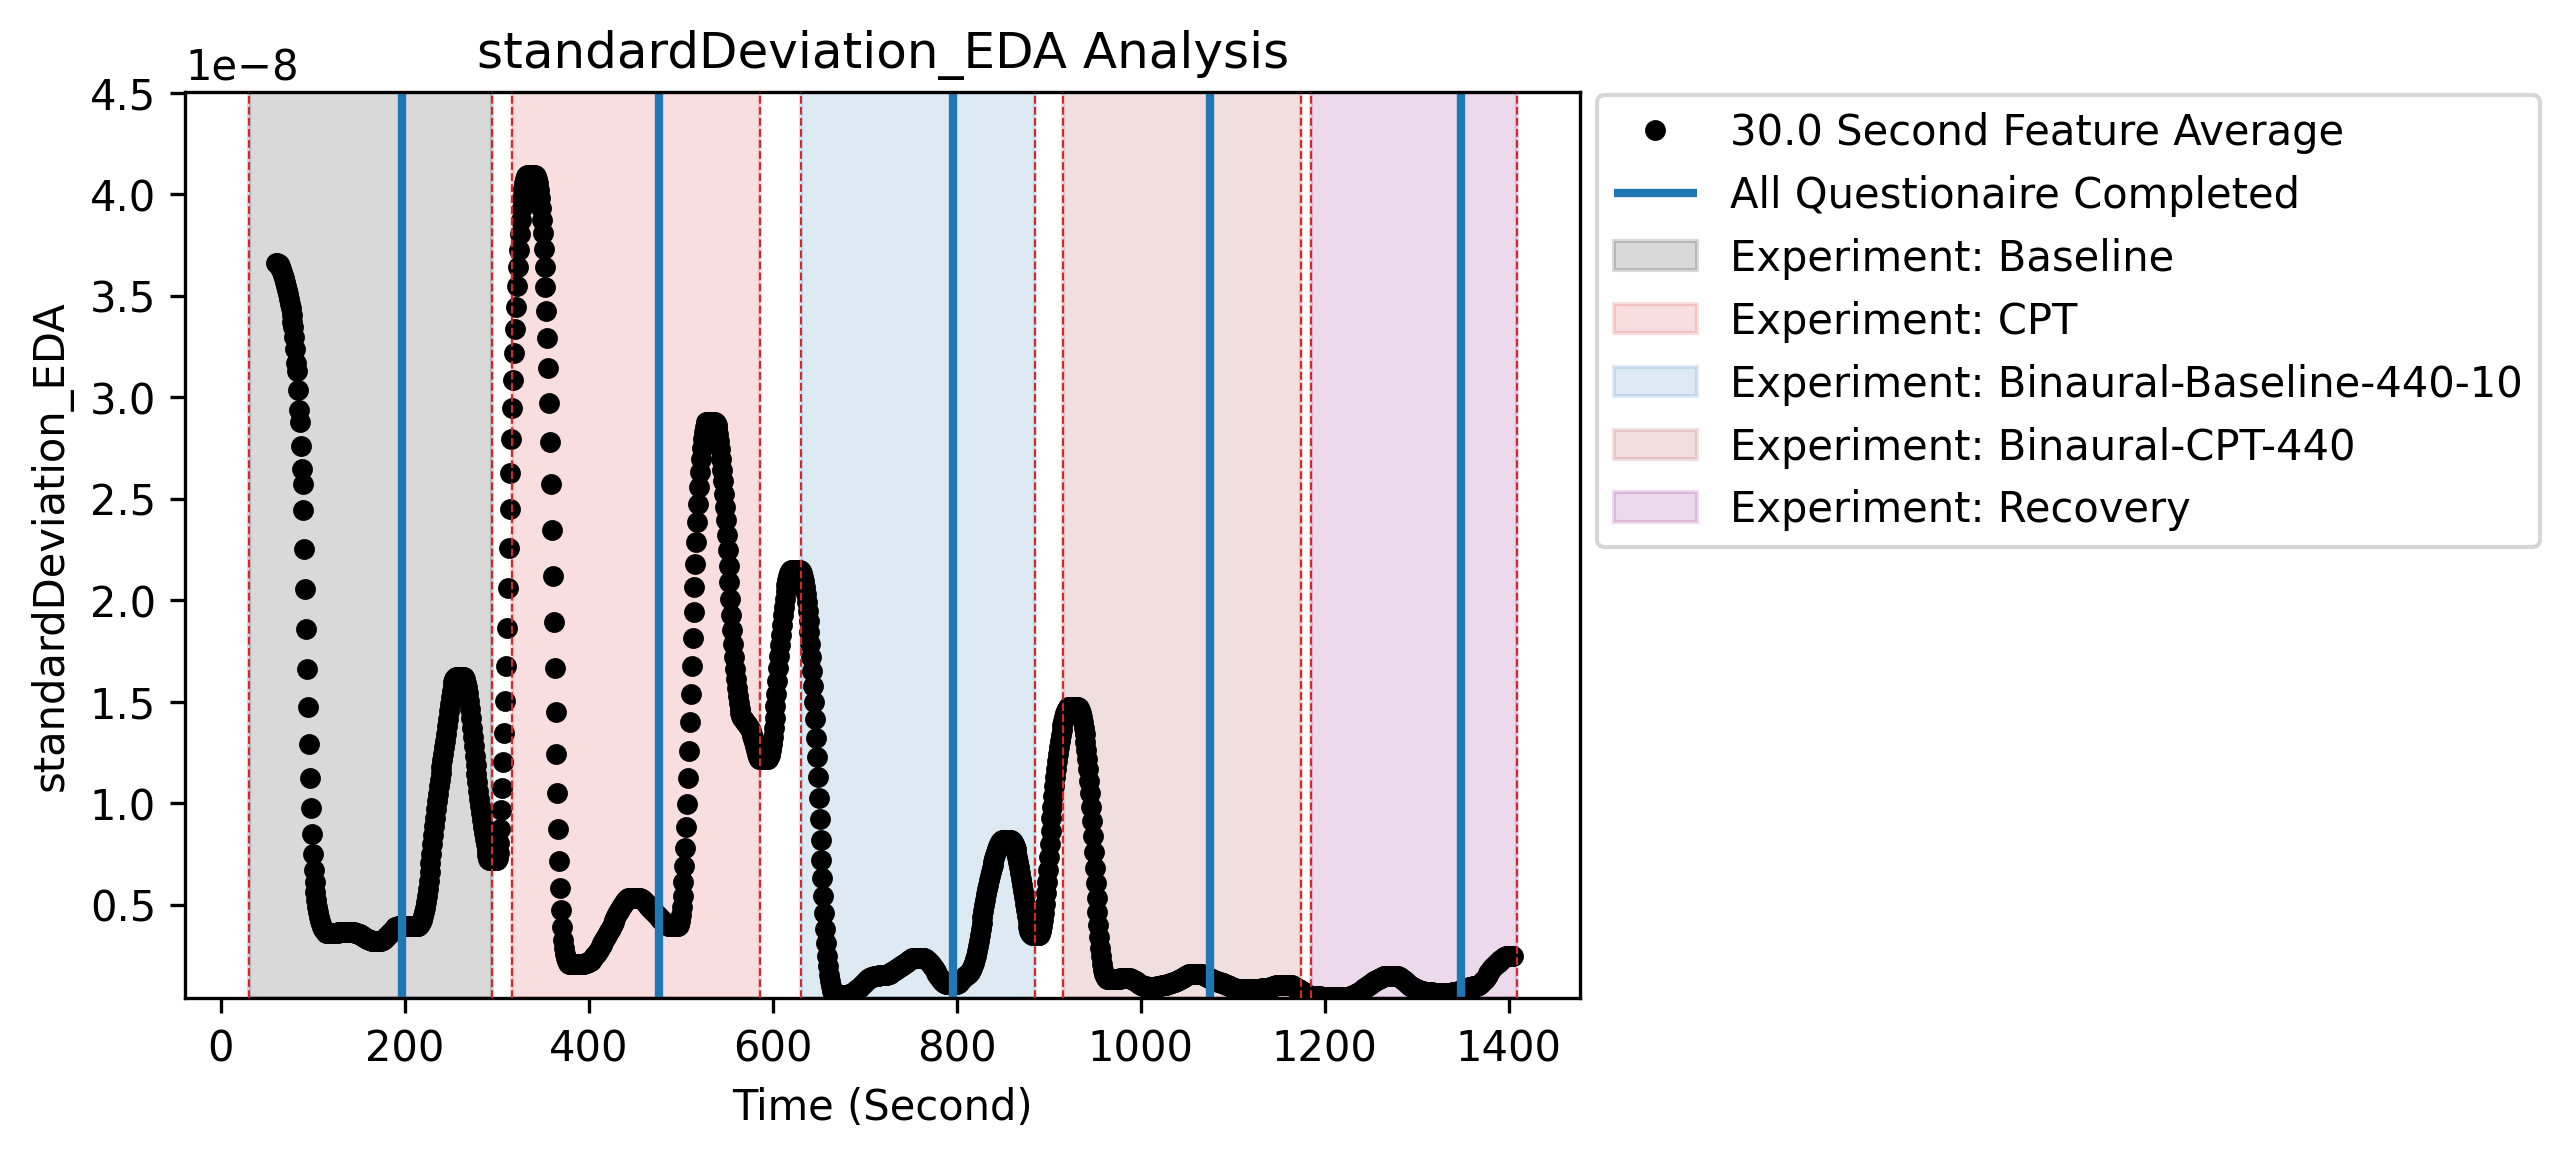 standardDeviation_EDA Analysis
1e−8
4.5
4.0
3.5
3.0
2.5
2.0
1.5
1.0
0.5
standardDeviation_EDA
0 200 400 600 800 1000 1200 1400
Time (Second)
30.0 Second Feature Average
All Questionaire Completed
Experiment: Baseline
Experiment: CPT
Experiment: Binaural-Baseline-440-10
Experiment: Binaural-CPT-440
Experiment: Recovery